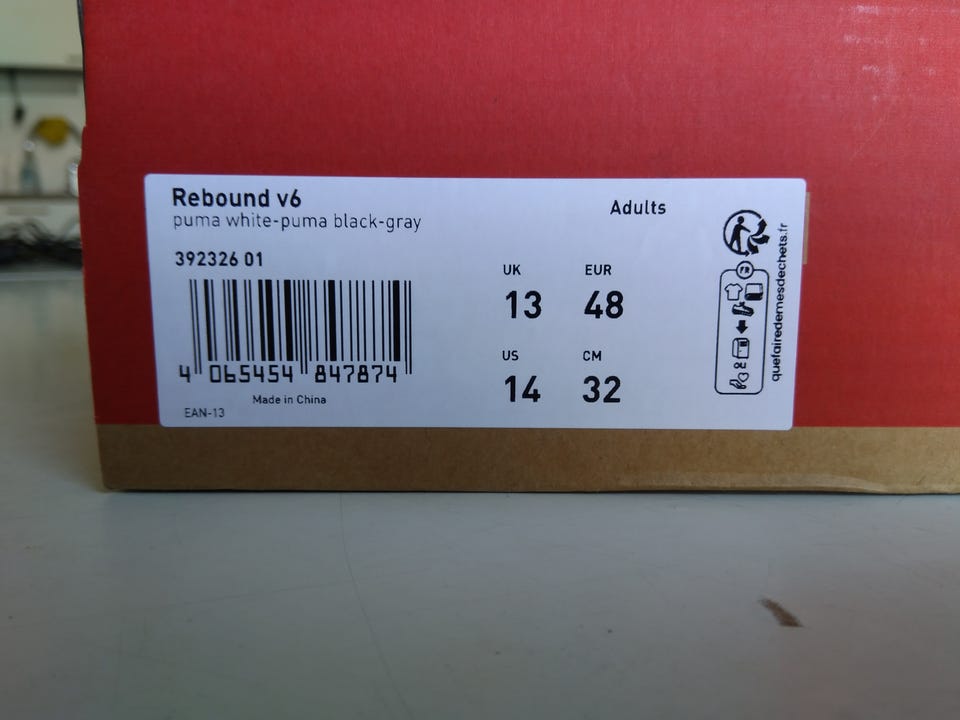 Rebound v6
puma white-puma black-gray
Adults
392326 01
4 065454 847874
Made in China
EAN-13
UK
EUR
13
48
US
CM
14
32
FR
quefairedemesdechets.fr